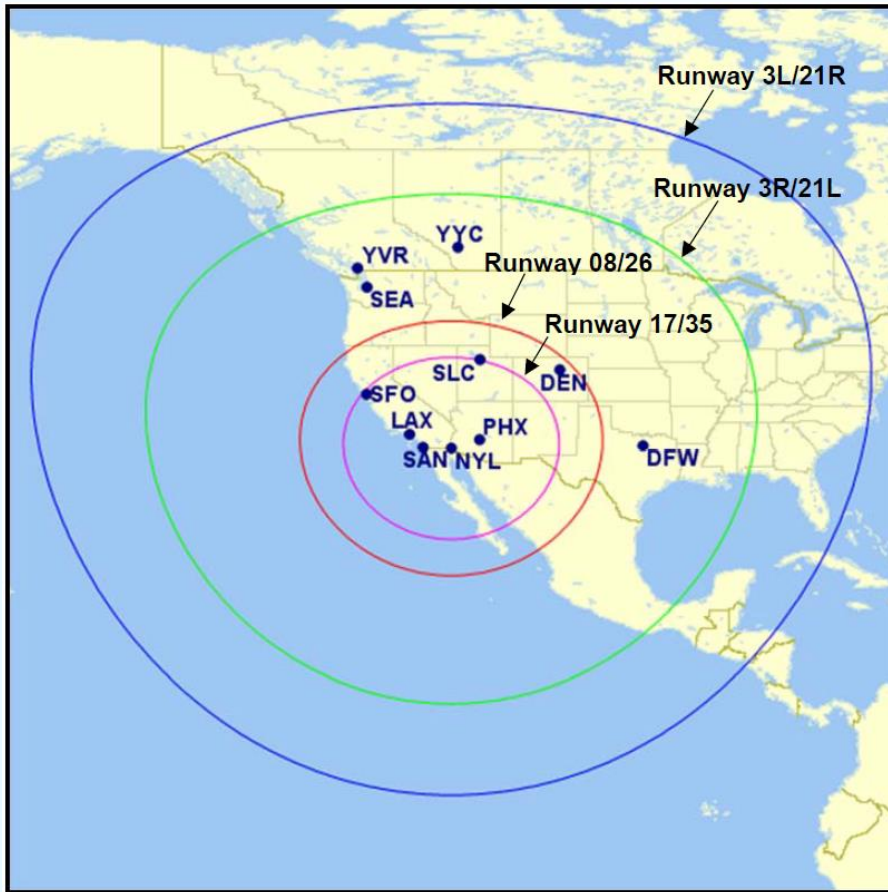 Runway 3L/21R
Runway 3R/21L
YYC
YVR
Runway 08/26
SEA
Runway 17/35
SLC
DEN
SFO
LAX
PHX
SAN
NYL
DFW